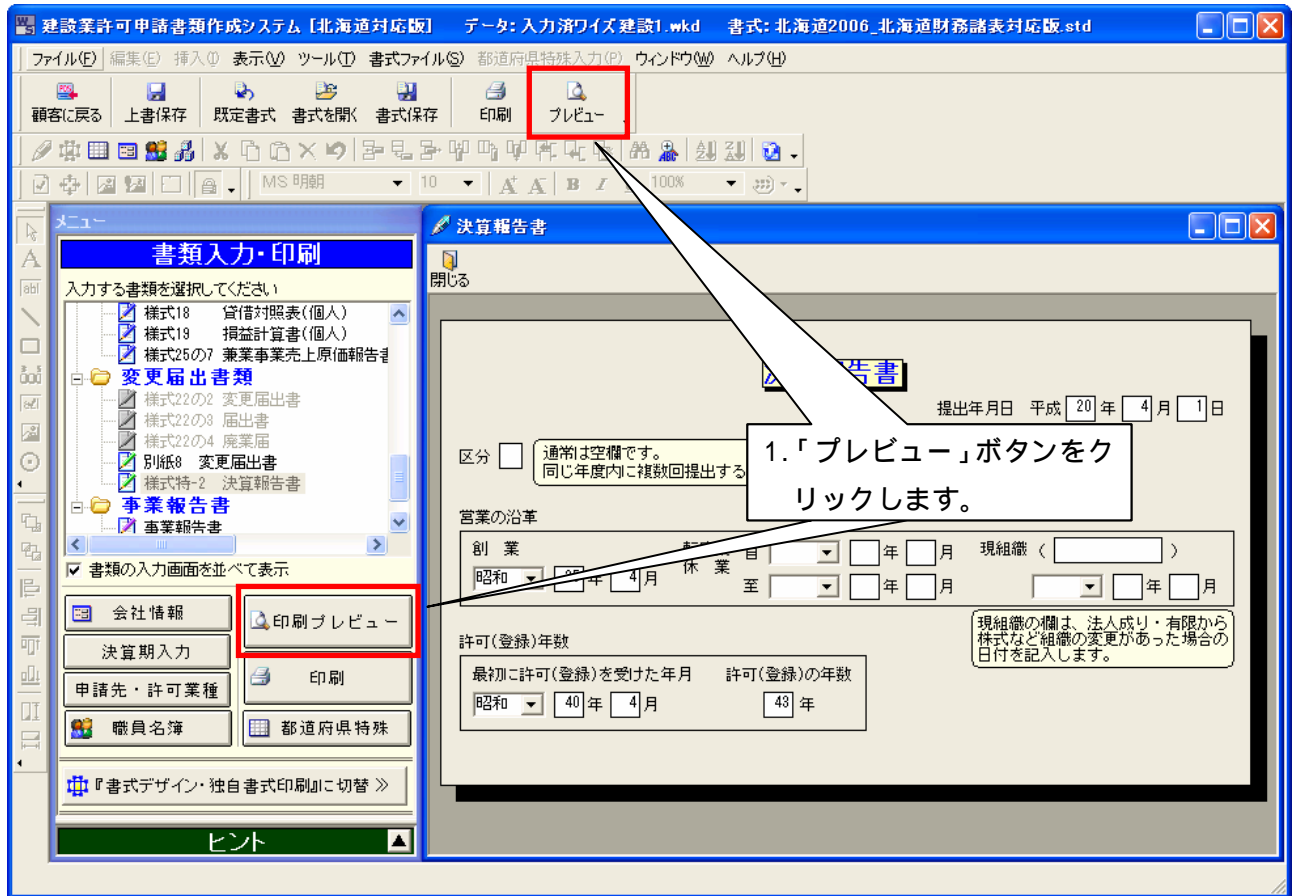 建設業許可申請書類作成システム [北海道対応版] データ: 入力済ワイズ建設1.wkd 書式: 北海道2006_北海道財務諸表対応版.std
ファイル(F) 編集(E) 挿入(I) 表示(V) ツール(T) 書式ファイル(S) 都道府県特殊入力(P) ウィンドウ(W) ヘルプ(H)
顧客に戻る 上書保存 既定書式 書式を開く 書式保存 印刷 プレビュー
MS 明朝 10 100%
メニュー
書類入力・印刷
入力する書類を選択してください
様式18 貸借対照表(個人)
様式19 損益計算書(個人)
様式25の7 兼業事業売上原価報告書
変更届出書類
様式22の2 変更届出書
様式22の3 届出書
様式22の4 廃業届
別紙8 変更届出書
様式特-2 決算報告書
事業報告書
事業報告書
書類の入力画面を並べて表示
会社情報 印刷プレビュー
決算期入力 印刷
申請先・許可業種
職員名簿 都道府県特殊
『書式デザイン・独自書式印刷』に切替 ≫
ヒント
決算報告書
閉じる
告書
提出年月日 平成 20 年 4 月 1 日
区分 通常は空欄です。
同じ年度内に複数回提出する
1.「プレビュー」ボタンをク
リックします。
営業の沿革
創 業 自 年 月 現組織 ( )
昭和 年 4 月 休 業 至 年 月 年 月
現組織の欄は、法人成り・有限から
株式など組織の変更があった場合の
日付を記入します。
許可(登録)年数
最初に許可(登録)を受けた年月 許可(登録)の年数
昭和 40 年 4 月 43 年